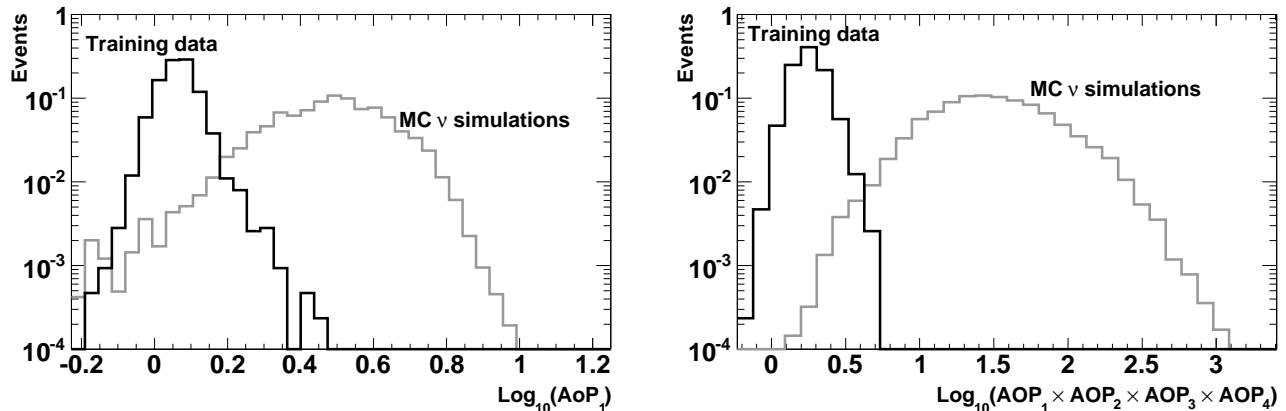 Events
1
10⁻¹
10⁻²
10⁻³
10⁻⁴
Training data
MC ν simulations
-0.2 0 0.2 0.4 0.6 0.8 1 1.2
Log₁₀(AoP₁)
Events
1
10⁻¹
10⁻²
10⁻³
10⁻⁴
Training data
MC ν simulations
0 0.5 1 1.5 2 2.5 3
Log₁₀(AOP₁ × AOP₂ × AOP₃ × AOP₄)